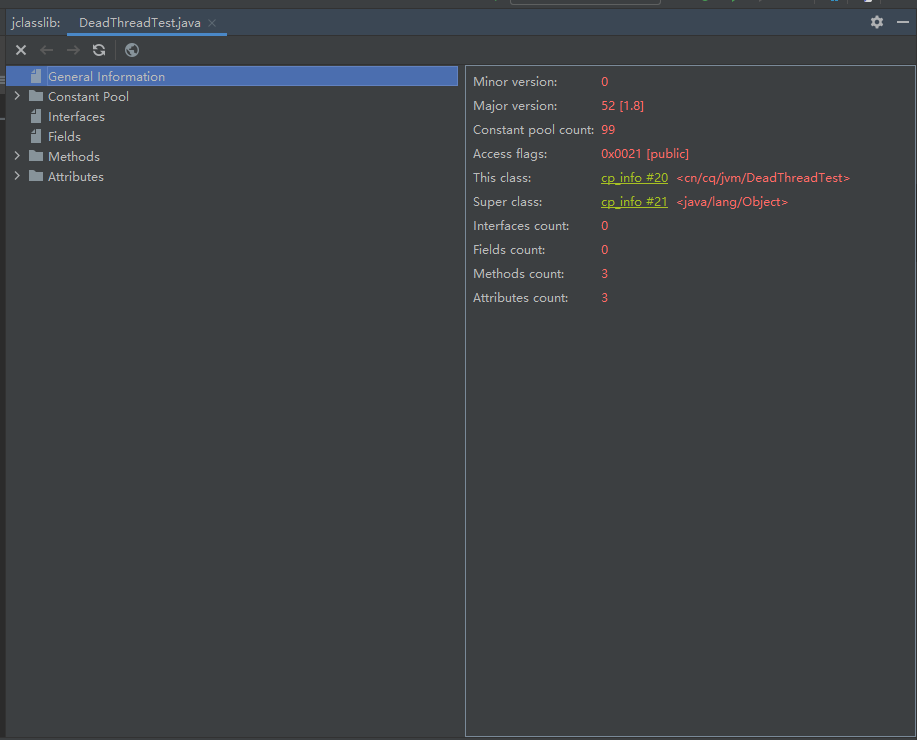 jclasslib: DeadThreadTest.java
General Information
Constant Pool
Interfaces
Fields
Methods
Attributes
Minor version: 0
Major version: 52 [1.8]
Constant pool count: 99
Access flags: 0x0021 [public]
This class: cp_info #20 <cn/cq/jvm/DeadThreadTest>
Super class: cp_info #21 <java/lang/Object>
Interfaces count: 0
Fields count: 0
Methods count: 3
Attributes count: 3